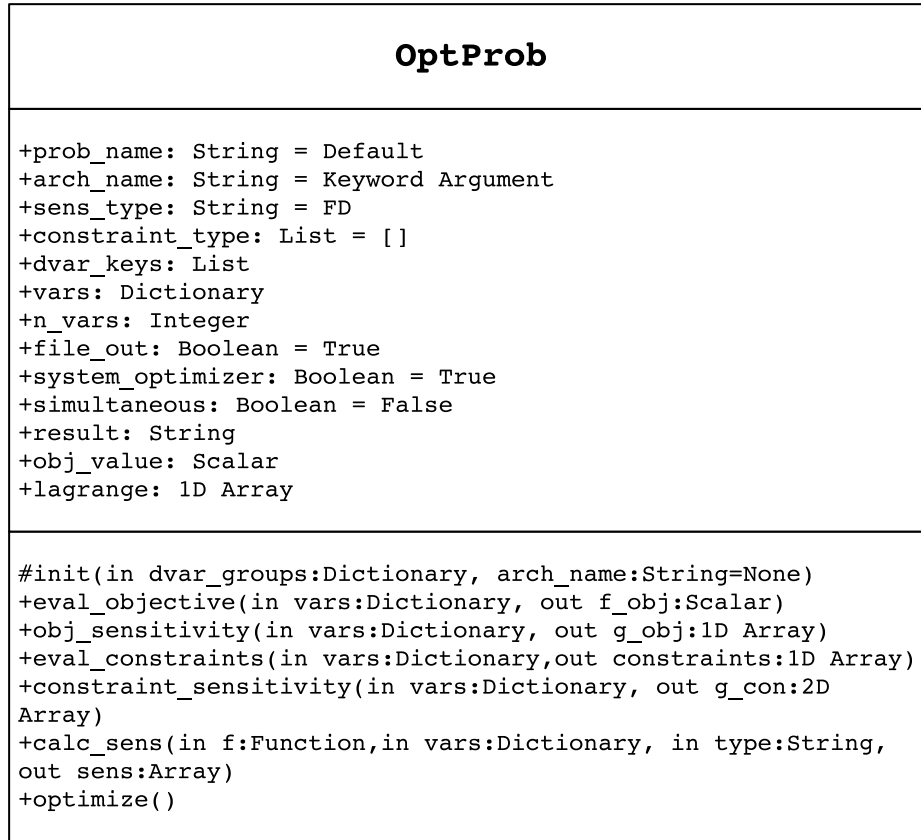 OptProb
+prob_name: String = Default
+arch_name: String = Keyword Argument
+sens_type: String = FD
+constraint_type: List = []
+dvar_keys: List
+vars: Dictionary
+n_vars: Integer
+file_out: Boolean = True
+system_optimizer: Boolean = True
+simultaneous: Boolean = False
+result: String
+obj_value: Scalar
+lagrange: 1D Array
#init(in dvar_groups:Dictionary, arch_name:String=None)
+eval_objective(in vars:Dictionary, out f_obj:Scalar)
+obj_sensitivity(in vars:Dictionary, out g_obj:1D Array)
+eval_constraints(in vars:Dictionary,out constraints:1D Array)
+constraint_sensitivity(in vars:Dictionary, out g_con:2D
Array)
+calc_sens(in f:Function,in vars:Dictionary, in type:String,
out sens:Array)
+optimize()